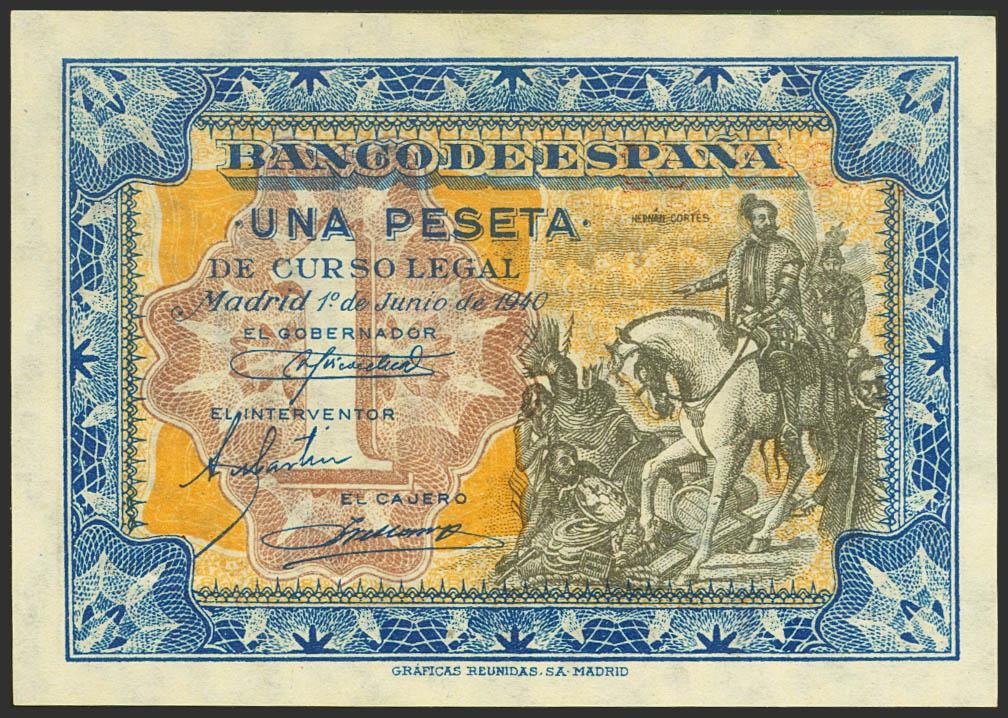 BANCO DE ESPAÑA
·UNA PESETA·
HERNAN CORTES
DE CURSO LEGAL
Madrid 1º de Junio de 1940
EL GOBERNADOR
EL INTERVENTOR
1
EL CAJERO
GRÁFICAS REUNIDAS, S.A. MADRID